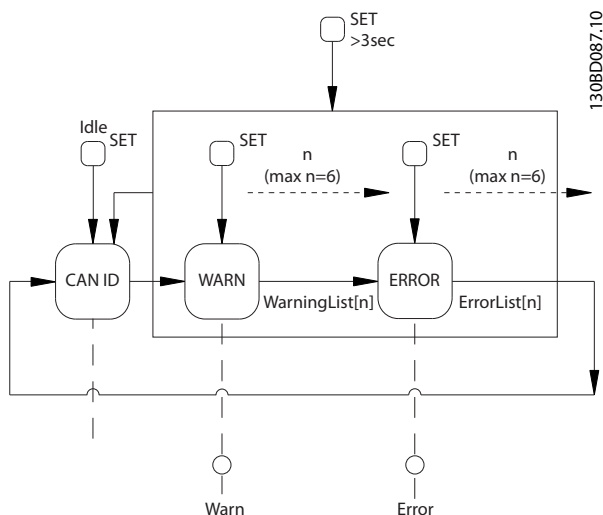 SET
>3sec
130BD087.10
Idle
SET
SET
n
(max n=6)
SET
n
(max n=6)
CAN ID
WARN
WarningList[n]
ERROR
ErrorList[n]
Warn
Error